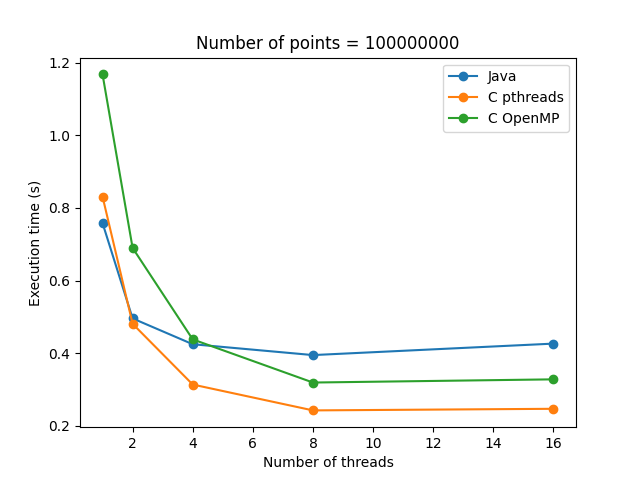 Number of points = 100000000
Java
C pthreads
C OpenMP
Execution time (s)
1.2
1.0
0.8
0.6
0.4
0.2
2 4 6 8 10 12 14 16
Number of threads